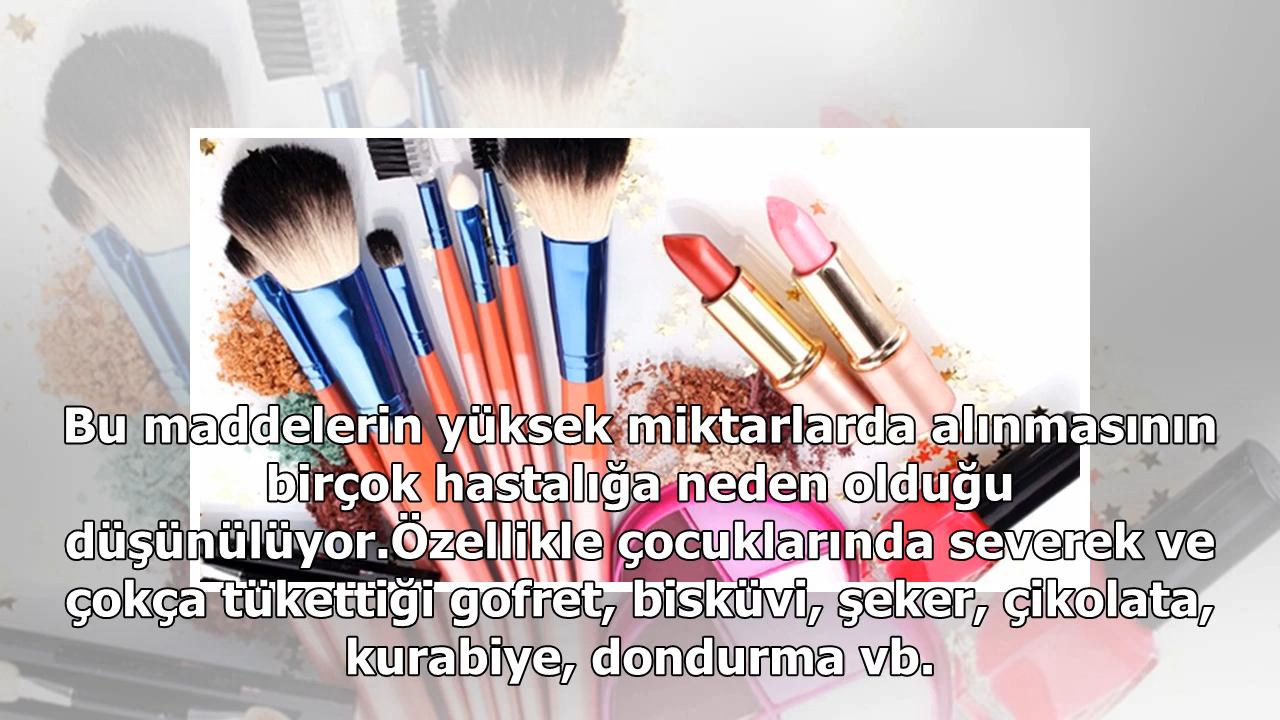 Bu maddelerin yüksek miktarlarda alınmasının
birçok hastalığa neden olduğu
düşünülüyor.Özellikle çocuklarında severek ve
çokça tükettiği gofret, bisküvi, şeker, çikolata,
kurabiye, dondurma vb.